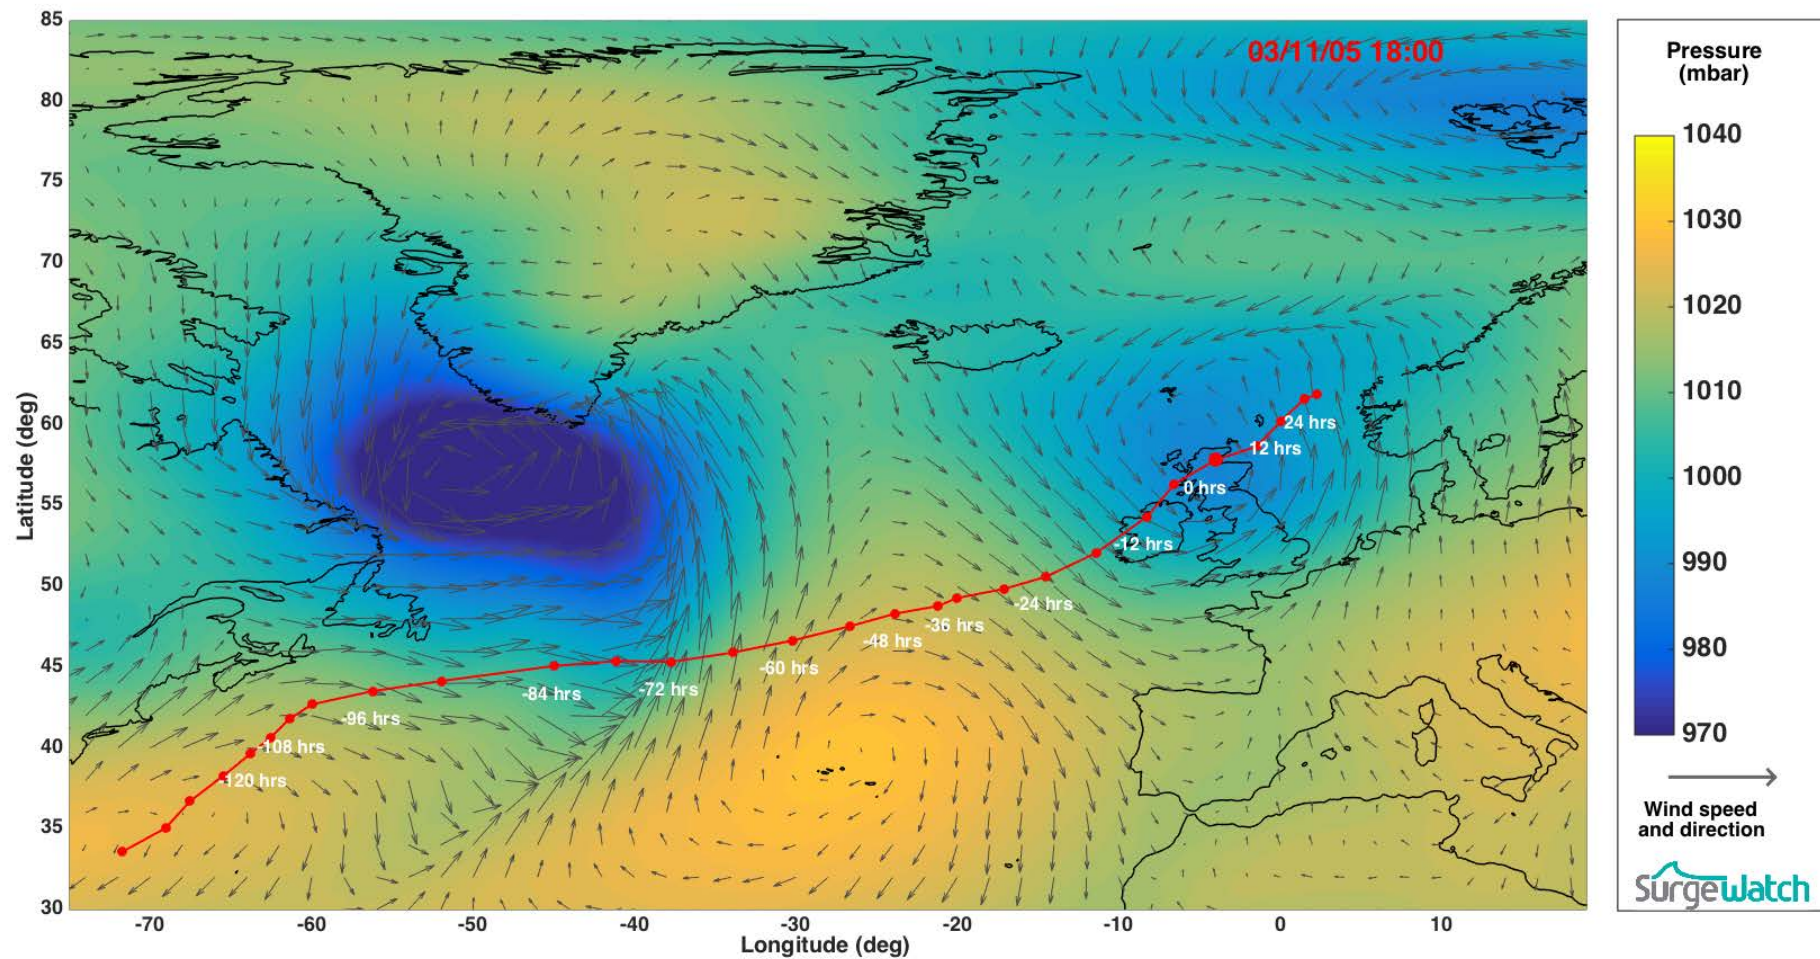 03/11/05 18:00
85
80
75
70
65
60
55
50
45
40
35
30
Latitude (deg)
24 hrs
12 hrs
0 hrs
-12 hrs
-24 hrs
-36 hrs
-48 hrs
-60 hrs
-72 hrs
-84 hrs
-96 hrs
-108 hrs
-120 hrs
-70
-60
-50
-40
-30
-20
-10
0
10
Longitude (deg)
Pressure
(mbar)
1040
1030
1020
1010
1000
990
980
970
Wind speed
and direction
SurgeWatch